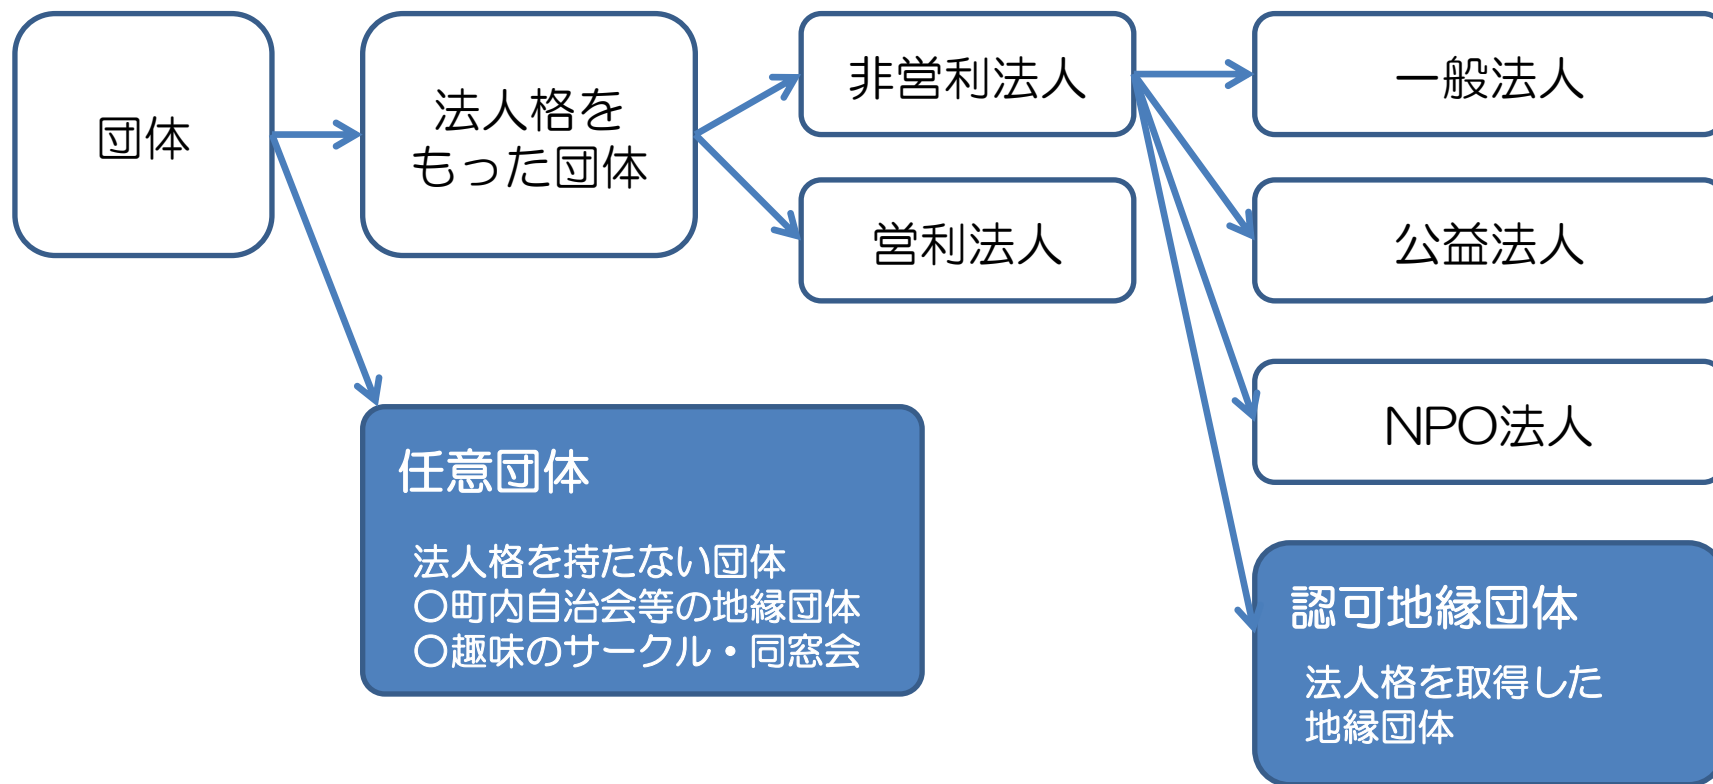 団体
法人格を
もった団体
非営利法人
営利法人
一般法人
公益法人
NPO法人
任意団体
法人格を持たない団体
○町内自治会等の地縁団体
○趣味のサークル・同窓会
認可地縁団体
法人格を取得した
地縁団体